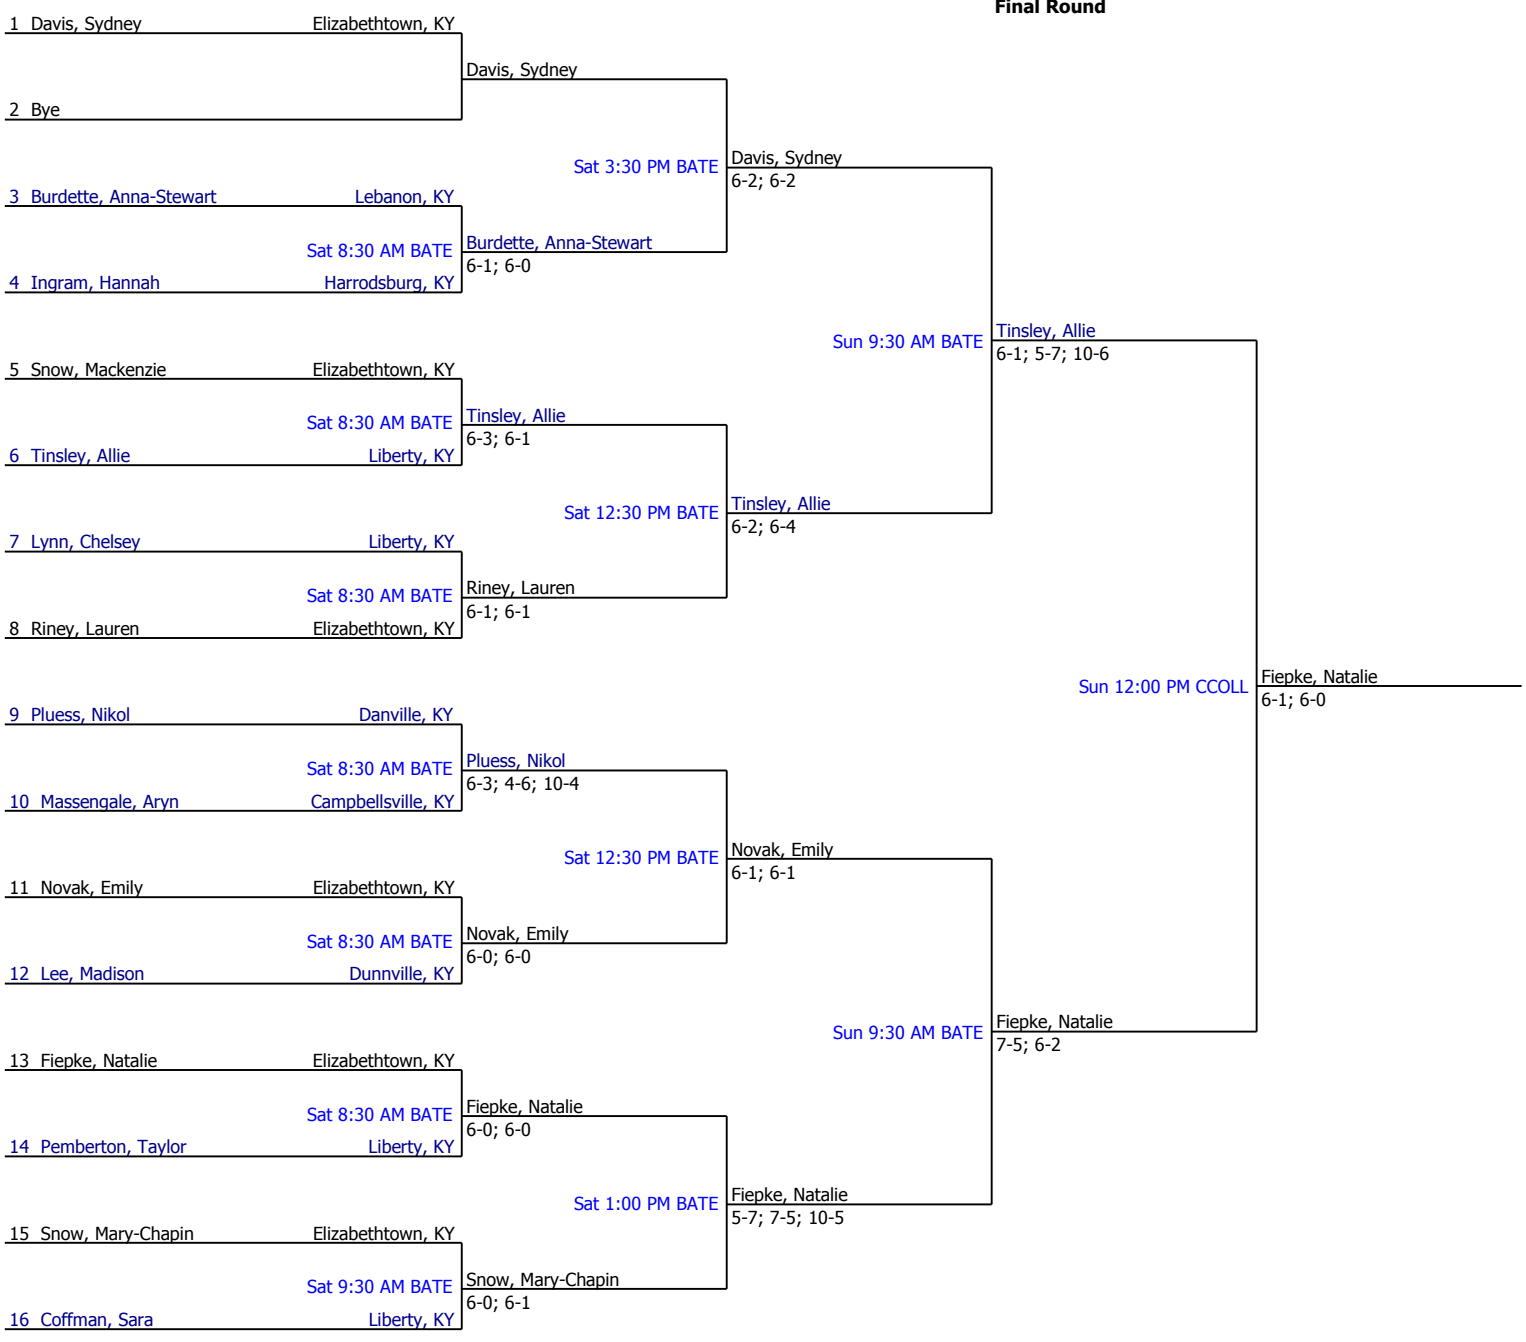 Final Round
1 Davis, Sydney Elizabethtown, KY
Davis, Sydney
2 Bye
Sat 3:30 PM BATE
Davis, Sydney
6-2; 6-2
3 Burdette, Anna-Stewart Lebanon, KY
Sat 8:30 AM BATE
Burdette, Anna-Stewart
6-1; 6-0
4 Ingram, Hannah Harrodsburg, KY
Sun 9:30 AM BATE
Tinsley, Allie
6-1; 5-7; 10-6
5 Snow, Mackenzie Elizabethtown, KY
Sat 8:30 AM BATE
Tinsley, Allie
6-3; 6-1
6 Tinsley, Allie Liberty, KY
Sat 12:30 PM BATE
Tinsley, Allie
6-2; 6-4
7 Lynn, Chelsey Liberty, KY
Sat 8:30 AM BATE
Riney, Lauren
6-1; 6-1
8 Riney, Lauren Elizabethtown, KY
Sun 12:00 PM CCOLL
Fiepke, Natalie
6-1; 6-0
9 Pluess, Nikol Danville, KY
Sat 8:30 AM BATE
Pluess, Nikol
6-3; 4-6; 10-4
10 Massengale, Aryn Campbellsville, KY
Sat 12:30 PM BATE
Novak, Emily
6-1; 6-1
11 Novak, Emily Elizabethtown, KY
Sat 8:30 AM BATE
Novak, Emily
6-0; 6-0
12 Lee, Madison Dunnville, KY
Sun 9:30 AM BATE
Fiepke, Natalie
7-5; 6-2
13 Fiepke, Natalie Elizabethtown, KY
Sat 8:30 AM BATE
Fiepke, Natalie
6-0; 6-0
14 Pemberton, Taylor Liberty, KY
Sat 1:00 PM BATE
Fiepke, Natalie
5-7; 7-5; 10-5
15 Snow, Mary-Chapin Elizabethtown, KY
Sat 9:30 AM BATE
Snow, Mary-Chapin
6-0; 6-1
16 Coffman, Sara Liberty, KY